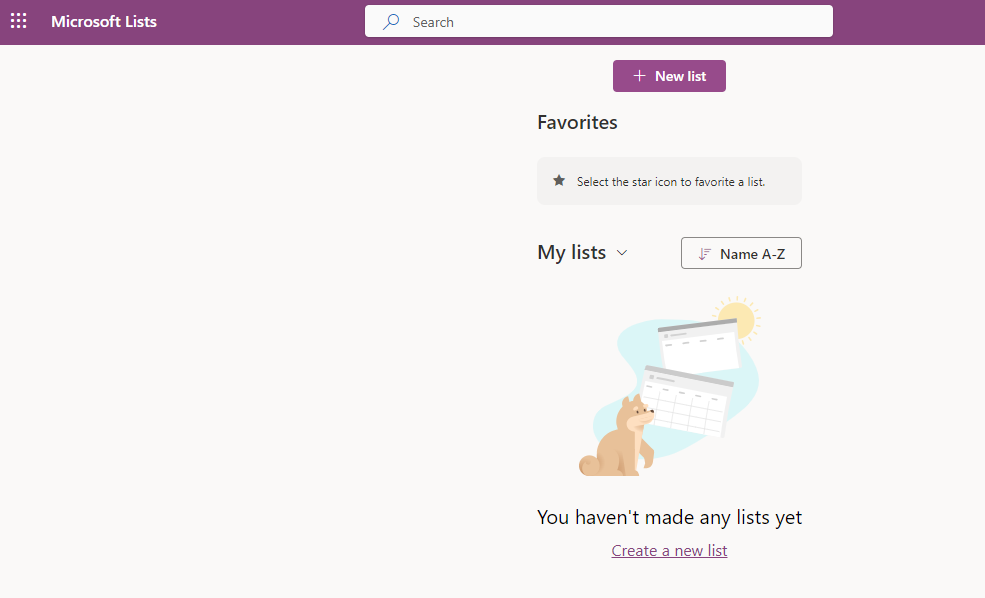 Microsoft Lists
Search
New list
Favorites
Select the star icon to favorite a list.
My lists
Name A-Z
You haven't made any lists yet
Create a new list